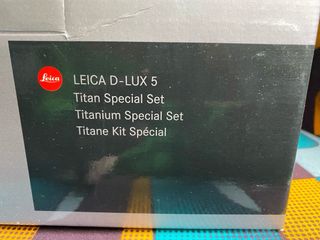 Leica
LEICA D-LUX 5
Titan Special Set
Titanium Special Set
Titane Kit Spécial